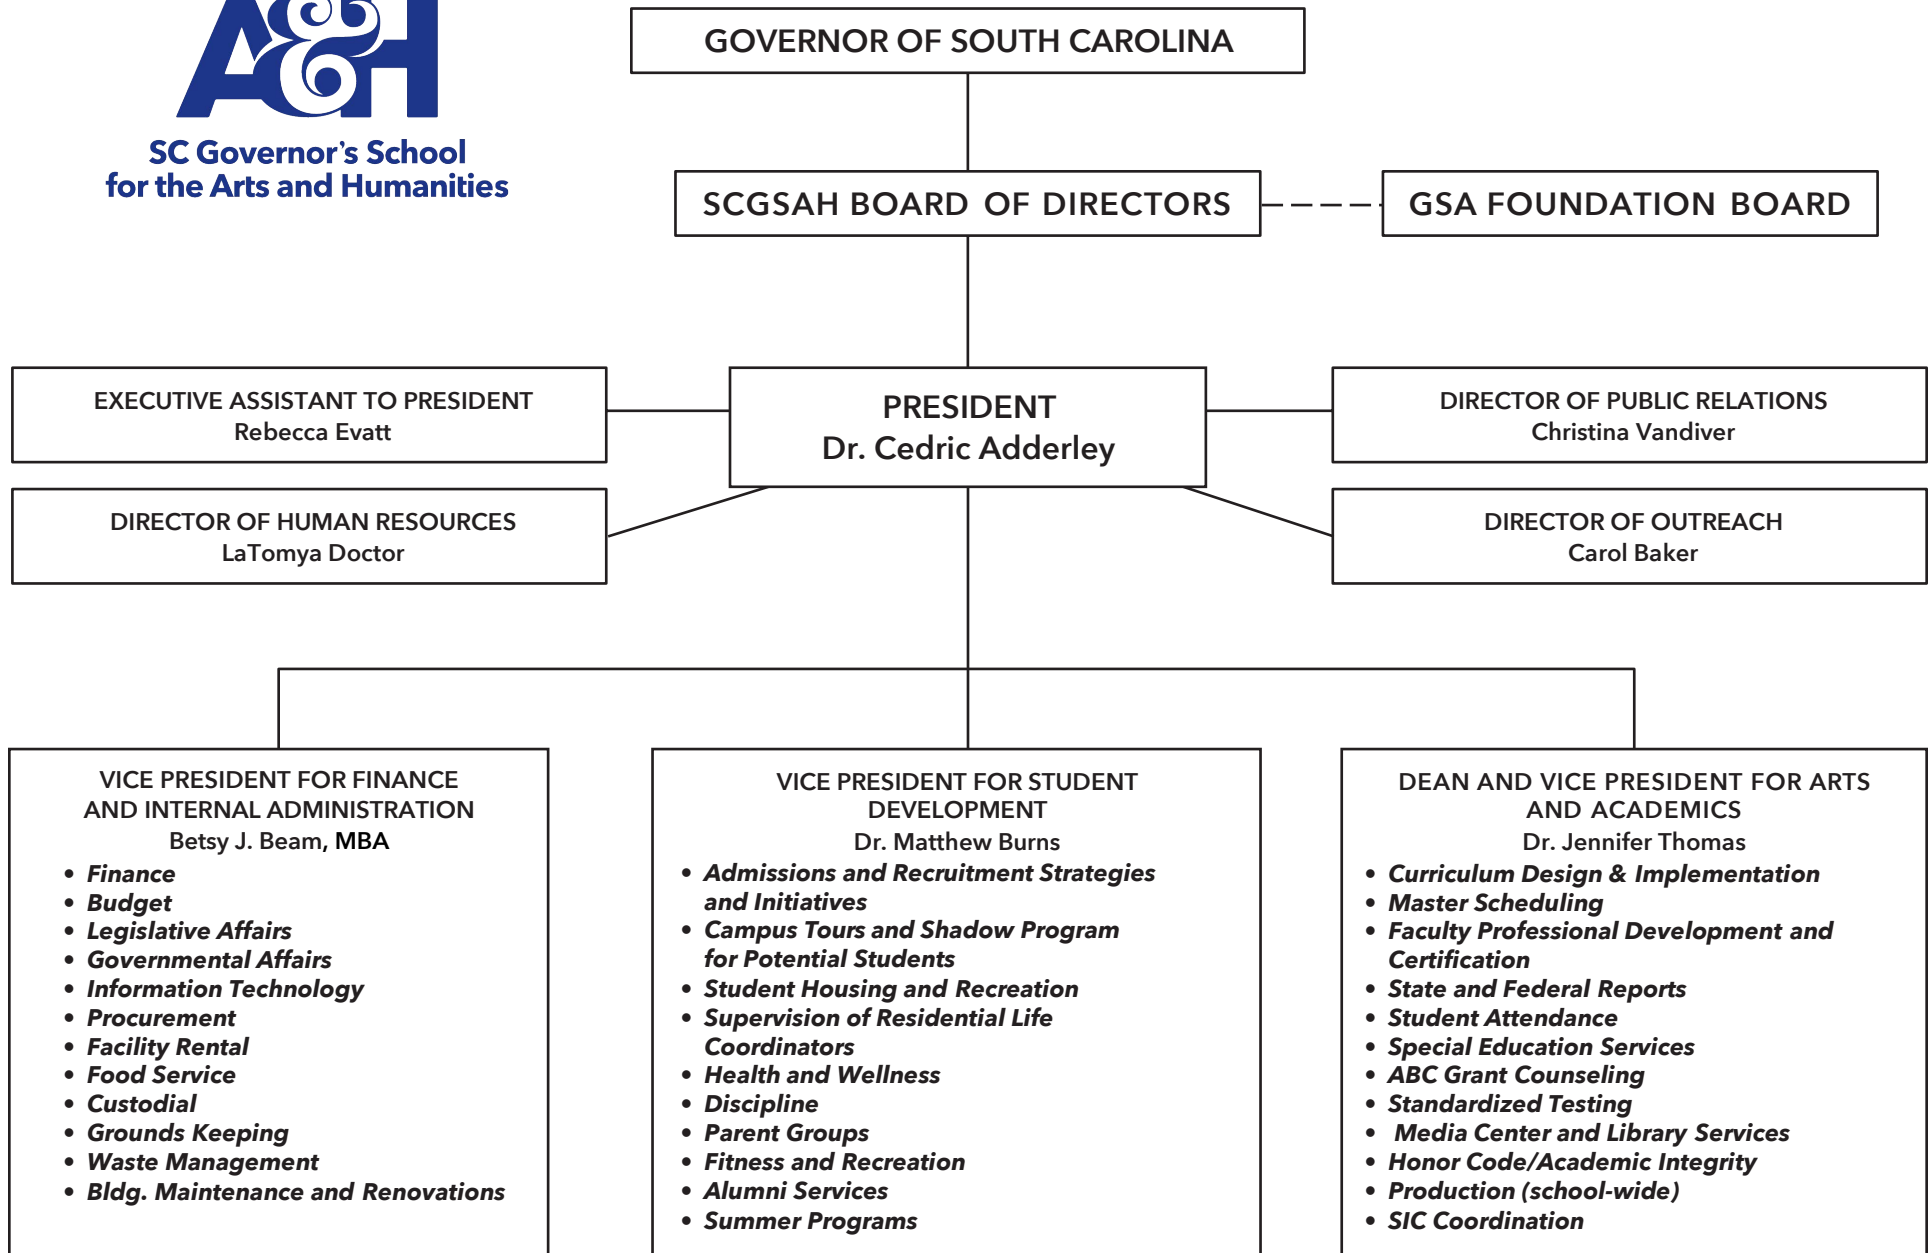 A&H
SC Governor's School
for the Arts and Humanities
GOVERNOR OF SOUTH CAROLINA
SCGSAH BOARD OF DIRECTORS
GSA FOUNDATION BOARD
EXECUTIVE ASSISTANT TO PRESIDENT
Rebecca Evatt
PRESIDENT
Dr. Cedric Adderley
DIRECTOR OF PUBLIC RELATIONS
Christina Vandiver
DIRECTOR OF HUMAN RESOURCES
LaTomya Doctor
DIRECTOR OF OUTREACH
Carol Baker
VICE PRESIDENT FOR FINANCE
AND INTERNAL ADMINISTRATION
Betsy J. Beam, MBA
• Finance
• Budget
• Legislative Affairs
• Governmental Affairs
• Information Technology
• Procurement
• Facility Rental
• Food Service
• Custodial
• Grounds Keeping
• Waste Management
• Bldg. Maintenance and Renovations
VICE PRESIDENT FOR STUDENT
DEVELOPMENT
Dr. Matthew Burns
• Admissions and Recruitment Strategies
and Initiatives
• Campus Tours and Shadow Program
for Potential Students
• Student Housing and Recreation
• Supervision of Residential Life
Coordinators
• Health and Wellness
• Discipline
• Parent Groups
• Fitness and Recreation
• Alumni Services
• Summer Programs
DEAN AND VICE PRESIDENT FOR ARTS
AND ACADEMICS
Dr. Jennifer Thomas
• Curriculum Design & Implementation
• Master Scheduling
• Faculty Professional Development and
Certification
• State and Federal Reports
• Student Attendance
• Special Education Services
• ABC Grant Counseling
• Standardized Testing
• Media Center and Library Services
• Honor Code/Academic Integrity
• Production (school-wide)
• SIC Coordination